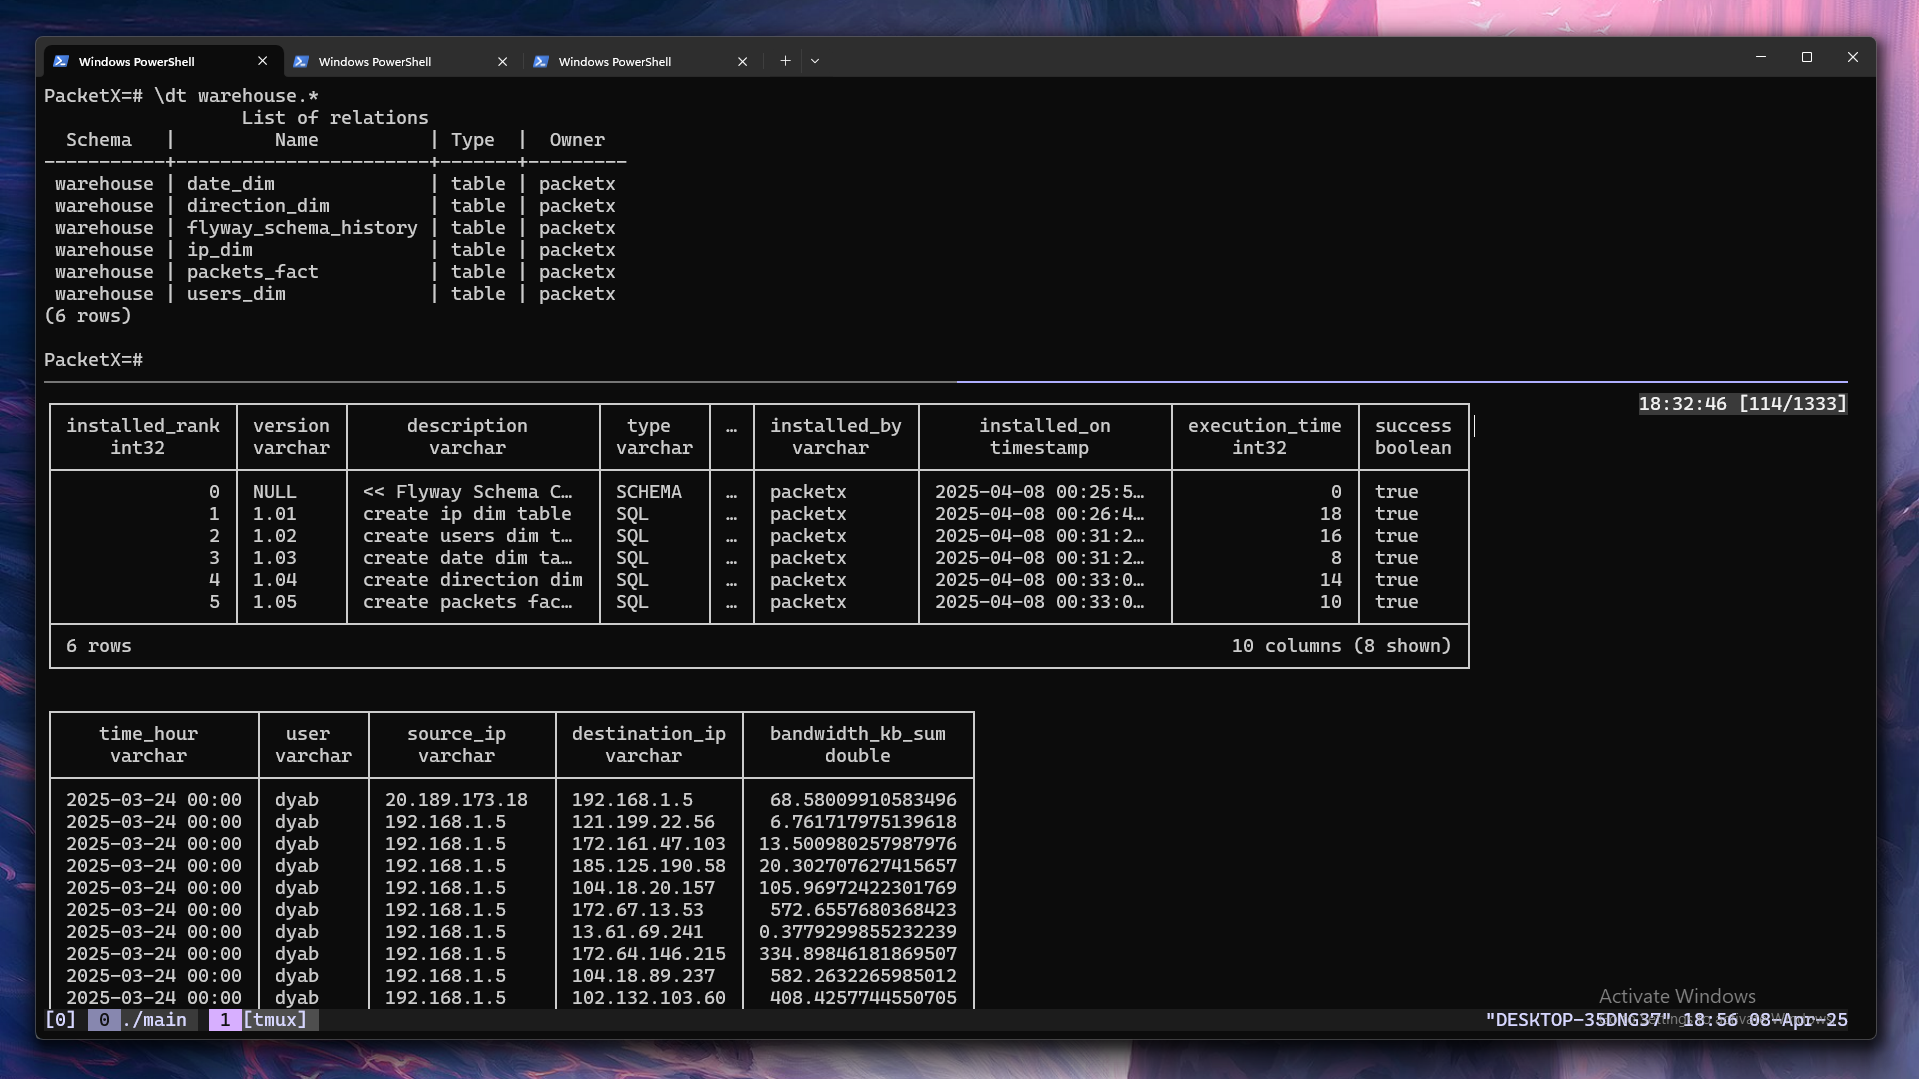 Windows PowerShell
Windows PowerShell
Windows PowerShell
PacketX=# \dt warehouse.*
List of relations
Schema | Name | Type | Owner
-----------+-----------------------+-------+---------
warehouse | date_dim | table | packetx
warehouse | direction_dim | table | packetx
warehouse | flyway_schema_history | table | packetx
warehouse | ip_dim | table | packetx
warehouse | packets_fact | table | packetx
warehouse | users_dim | table | packetx
(6 rows)
PacketX=#
18:32:46 [114/1333]
installed_rank version description type … installed_by installed_on execution_time success
int32 varchar varchar varchar varchar timestamp int32 boolean
0 NULL << Flyway Schema C… SCHEMA … packetx 2025-04-08 00:25:5… 0 true
1 1.01 create ip dim table SQL … packetx 2025-04-08 00:26:4… 18 true
2 1.02 create users dim t… SQL … packetx 2025-04-08 00:31:2… 16 true
3 1.03 create date dim ta… SQL … packetx 2025-04-08 00:31:2… 8 true
4 1.04 create direction dim SQL … packetx 2025-04-08 00:33:0… 14 true
5 1.05 create packets fac… SQL … packetx 2025-04-08 00:33:0… 10 true
6 rows 10 columns (8 shown)
time_hour user source_ip destination_ip bandwidth_kb_sum
varchar varchar varchar varchar double
2025-03-24 00:00 dyab 20.189.173.18 192.168.1.5 68.58009910583496
2025-03-24 00:00 dyab 192.168.1.5 121.199.22.56 6.761717975139618
2025-03-24 00:00 dyab 192.168.1.5 172.161.47.103 13.500980257987976
2025-03-24 00:00 dyab 192.168.1.5 185.125.190.58 20.302707627415657
2025-03-24 00:00 dyab 192.168.1.5 104.18.20.157 105.96972422301769
2025-03-24 00:00 dyab 192.168.1.5 172.67.13.53 572.6557680368423
2025-03-24 00:00 dyab 192.168.1.5 13.61.69.241 0.3779299855232239
2025-03-24 00:00 dyab 192.168.1.5 172.64.146.215 334.89846181869507
2025-03-24 00:00 dyab 192.168.1.5 104.18.89.237 582.2632265985012
2025-03-24 00:00 dyab 192.168.1.5 102.132.103.60 408.4257744550705
Activate Windows
[0] 0 ./main 1 [tmux] "DESKTOP-35DNG37" 18:56 08-Apr-25